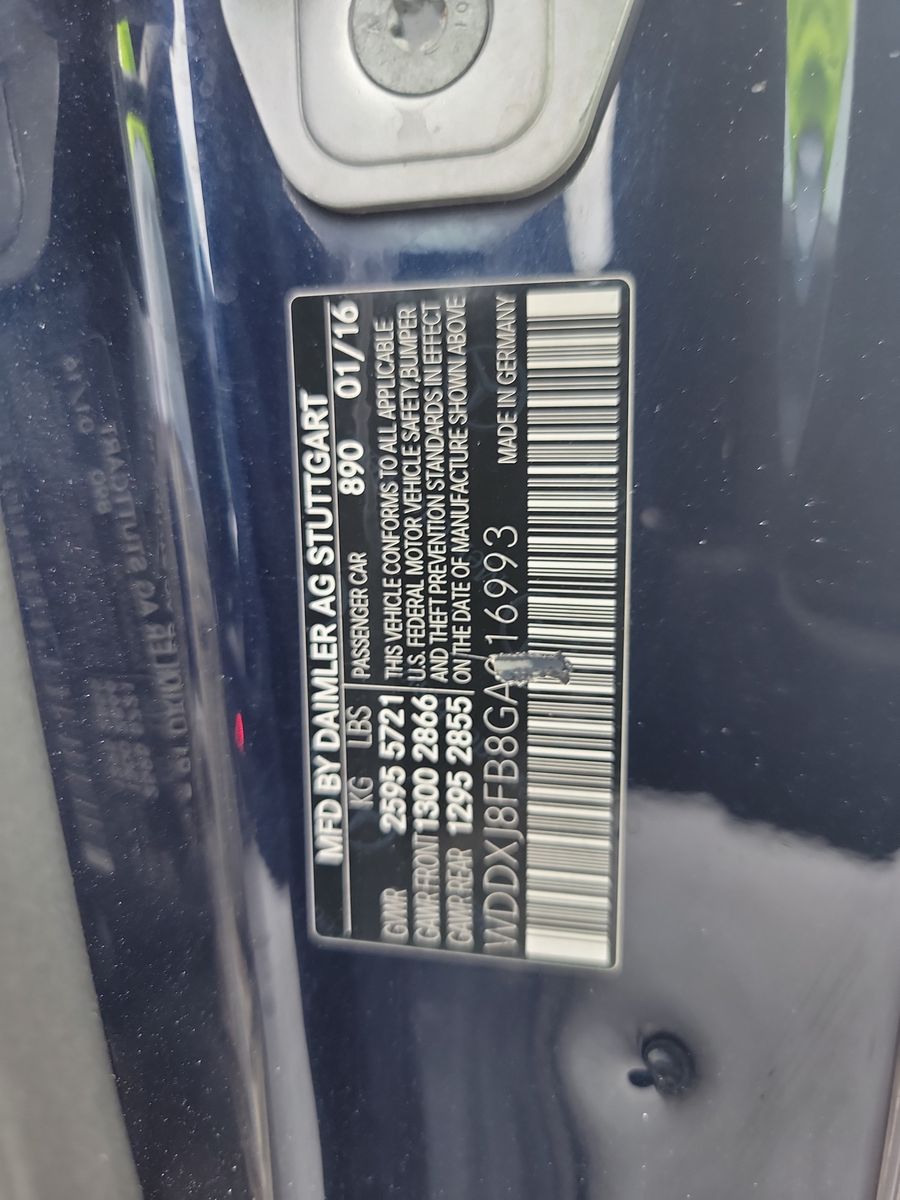 MFD BY DAIMLER AG STUTTGART
KG LBS PASSENGER CAR 890 01/16
GVWR 2595 5721 THIS VEHICLE CONFORMS TO ALL APPLICABLE
GAWR FRONT 1300 2866 U.S. FEDERAL MOTOR VEHICLE SAFETY,BUMPER
GAWR REAR 1295 2855 AND THEFT PREVENTION STANDARDS IN EFFECT
ON THE DATE OF MANUFACTURE SHOWN ABOVE
WDDXJ8FB8GA016993 MADE IN GERMANY